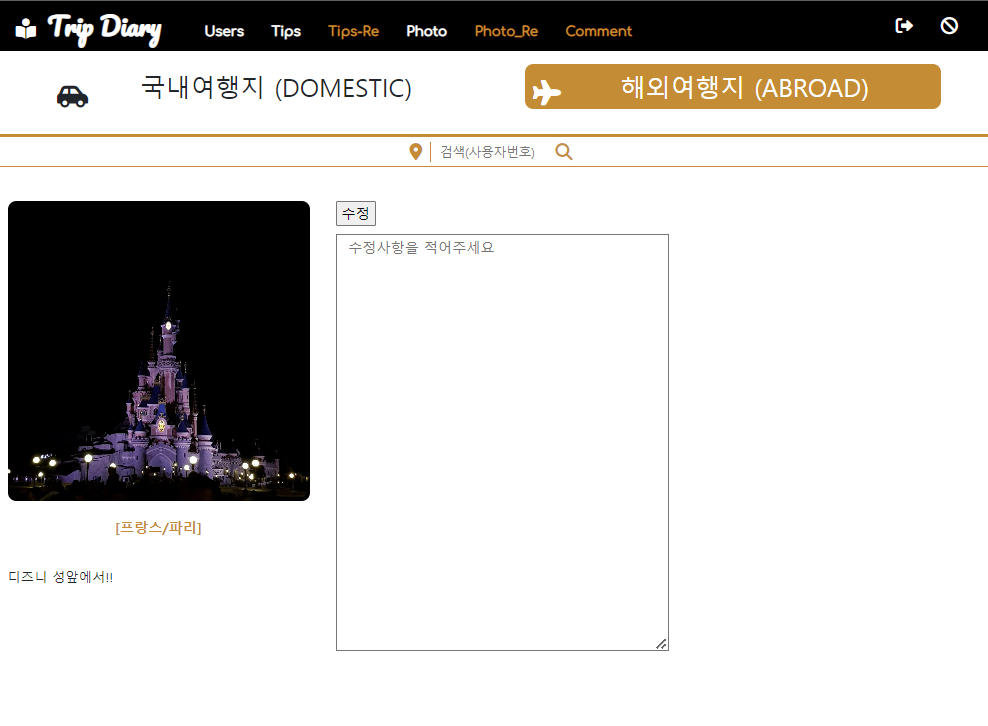 Trip Diary Users Tips Tips-Re Photo Photo_Re Comment
국내여행지 (DOMESTIC) 해외여행지 (ABROAD)
검색(사용자번호)
수정
수정사항을 적어주세요
[프랑스/파리]
디즈니 성앞에서!!